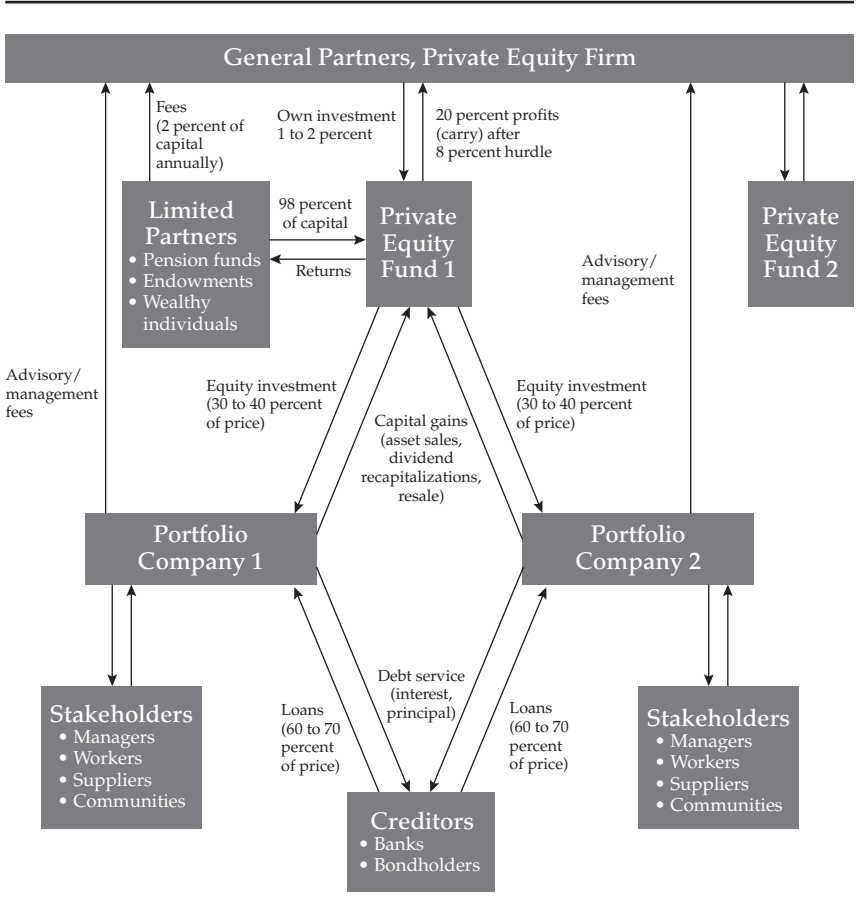 General Partners, Private Equity Firm
Fees
(2 percent of
capital
annually)
Own investment
1 to 2 percent
20 percent profits
(carry) after
8 percent hurdle
Limited
Partners
• Pension funds
• Endowments
• Wealthy
individuals
98 percent
of capital
Returns
Private
Equity
Fund 1
Private
Equity
Fund 2
Advisory/
management
fees
Advisory/
management
fees
Equity investment
(30 to 40 percent
of price)
Capital gains
(asset sales,
dividend
recapitalizations,
resale)
Equity investment
(30 to 40 percent
of price)
Portfolio
Company 1
Portfolio
Company 2
Stakeholders
• Managers
• Workers
• Suppliers
• Communities
Loans
(60 to 70
percent
of price)
Debt service
(interest,
principal)
Loans
(60 to 70
percent
of price)
Stakeholders
• Managers
• Workers
• Suppliers
• Communities
Creditors
• Banks
• Bondholders